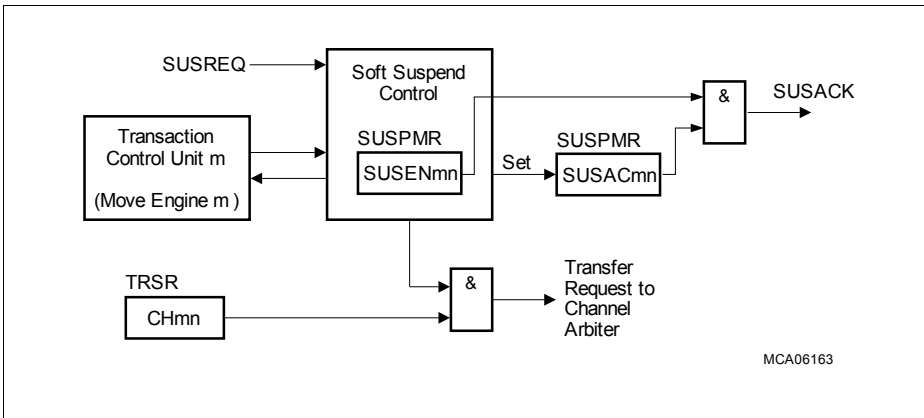 SUSREQ
Soft Suspend
Control
&
SUSACK
Transaction
Control Unit m
(Move Engine m )
SUSPMR
SUSENmn
Set
SUSPMR
SUSACmn
TRSR
CHmn
&
Transfer
Request to
Channel
Arbiter
MCA06163